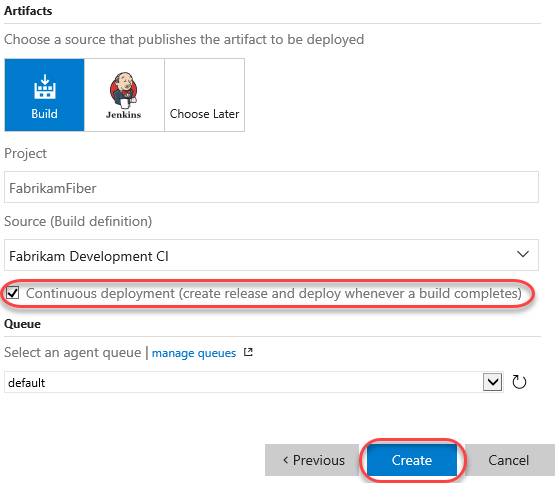 Artifacts
Choose a source that publishes the artifact to be deployed
Build
Jenkins
Choose Later
Project
FabrikamFiber
Source (Build definition)
Fabrikam Development CI
Continuous deployment (create release and deploy whenever a build completes)
Queue
Select an agent queue | manage queues
default
Previous
Create
Cancel